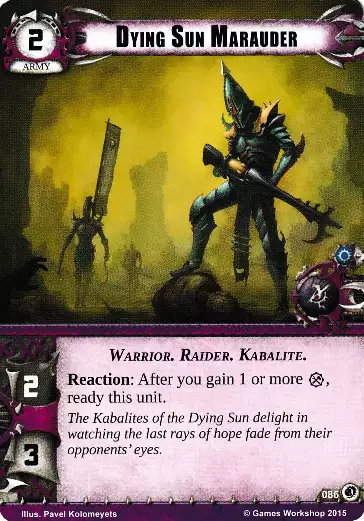 2
ARMY
DYING SUN MARAUDER
WARRIOR. RAIDER. KABALITE.
2
Reaction: After you gain 1 or more ,
ready this unit.
The Kabalites of the Dying Sun delight in
watching the last rays of hope fade from their
opponents' eyes.
3
086
Illus. Pavel Kolomeyets
© Games Workshop 2015